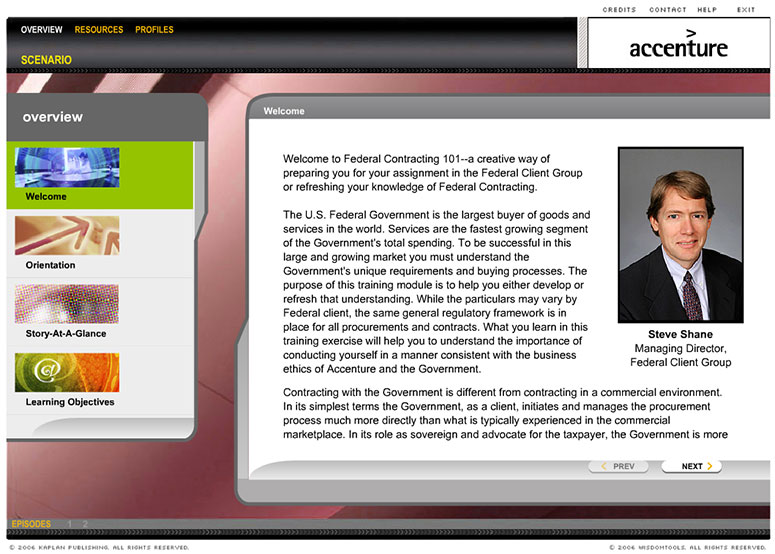 CREDITS CONTACT HELP EXIT
OVERVIEW RESOURCES PROFILES
SCENARIO
>
accenture
overview
Welcome
Orientation
Story-At-A-Glance
Learning Objectives
Welcome
Welcome to Federal Contracting 101--a creative way of
preparing you for your assignment in the Federal Client Group
or refreshing your knowledge of Federal Contracting.
The U.S. Federal Government is the largest buyer of goods and
services in the world. Services are the fastest growing segment
of the Government's total spending. To be successful in this
large and growing market you must understand the
Government's unique requirements and buying processes. The
purpose of this training module is to help you either develop or
refresh that understanding. While the particulars may vary by
Federal client, the same general regulatory framework is in
place for all procurements and contracts. What you learn in this
training exercise will help you to understand the importance of
conducting yourself in a manner consistent with the business
ethics of Accenture and the Government.
Steve Shane
Managing Director,
Federal Client Group
Contracting with the Government is different from contracting in a commercial environment.
In its simplest terms the Government, as a client, initiates and manages the procurement
process much more directly than what is typically experienced in the commercial
marketplace. In its role as sovereign and advocate for the taxpayer, the Government is more
< PREV NEXT >
EPISODES 1 2
© 2006 KAPLAN PUBLISHING. ALL RIGHTS RESERVED.
© 2006 WISDOMTOOLS. ALL RIGHTS RESERVED.